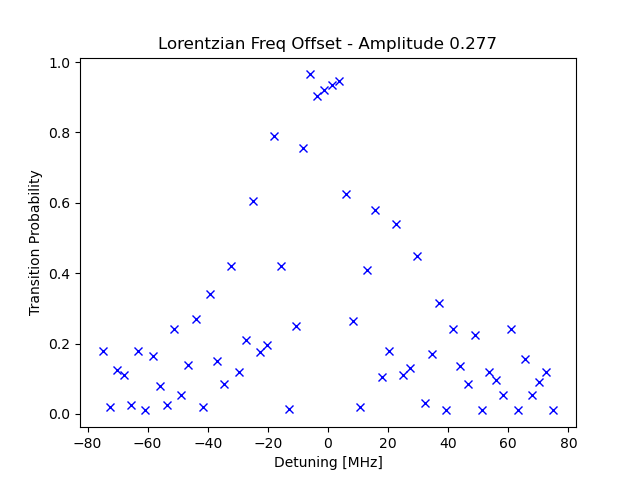 Lorentzian Freq Offset - Amplitude 0.277
1.0
0.8
0.6
0.4
0.2
0.0
Transition Probability
−80 −60 −40 −20 0 20 40 60 80
Detuning [MHz]